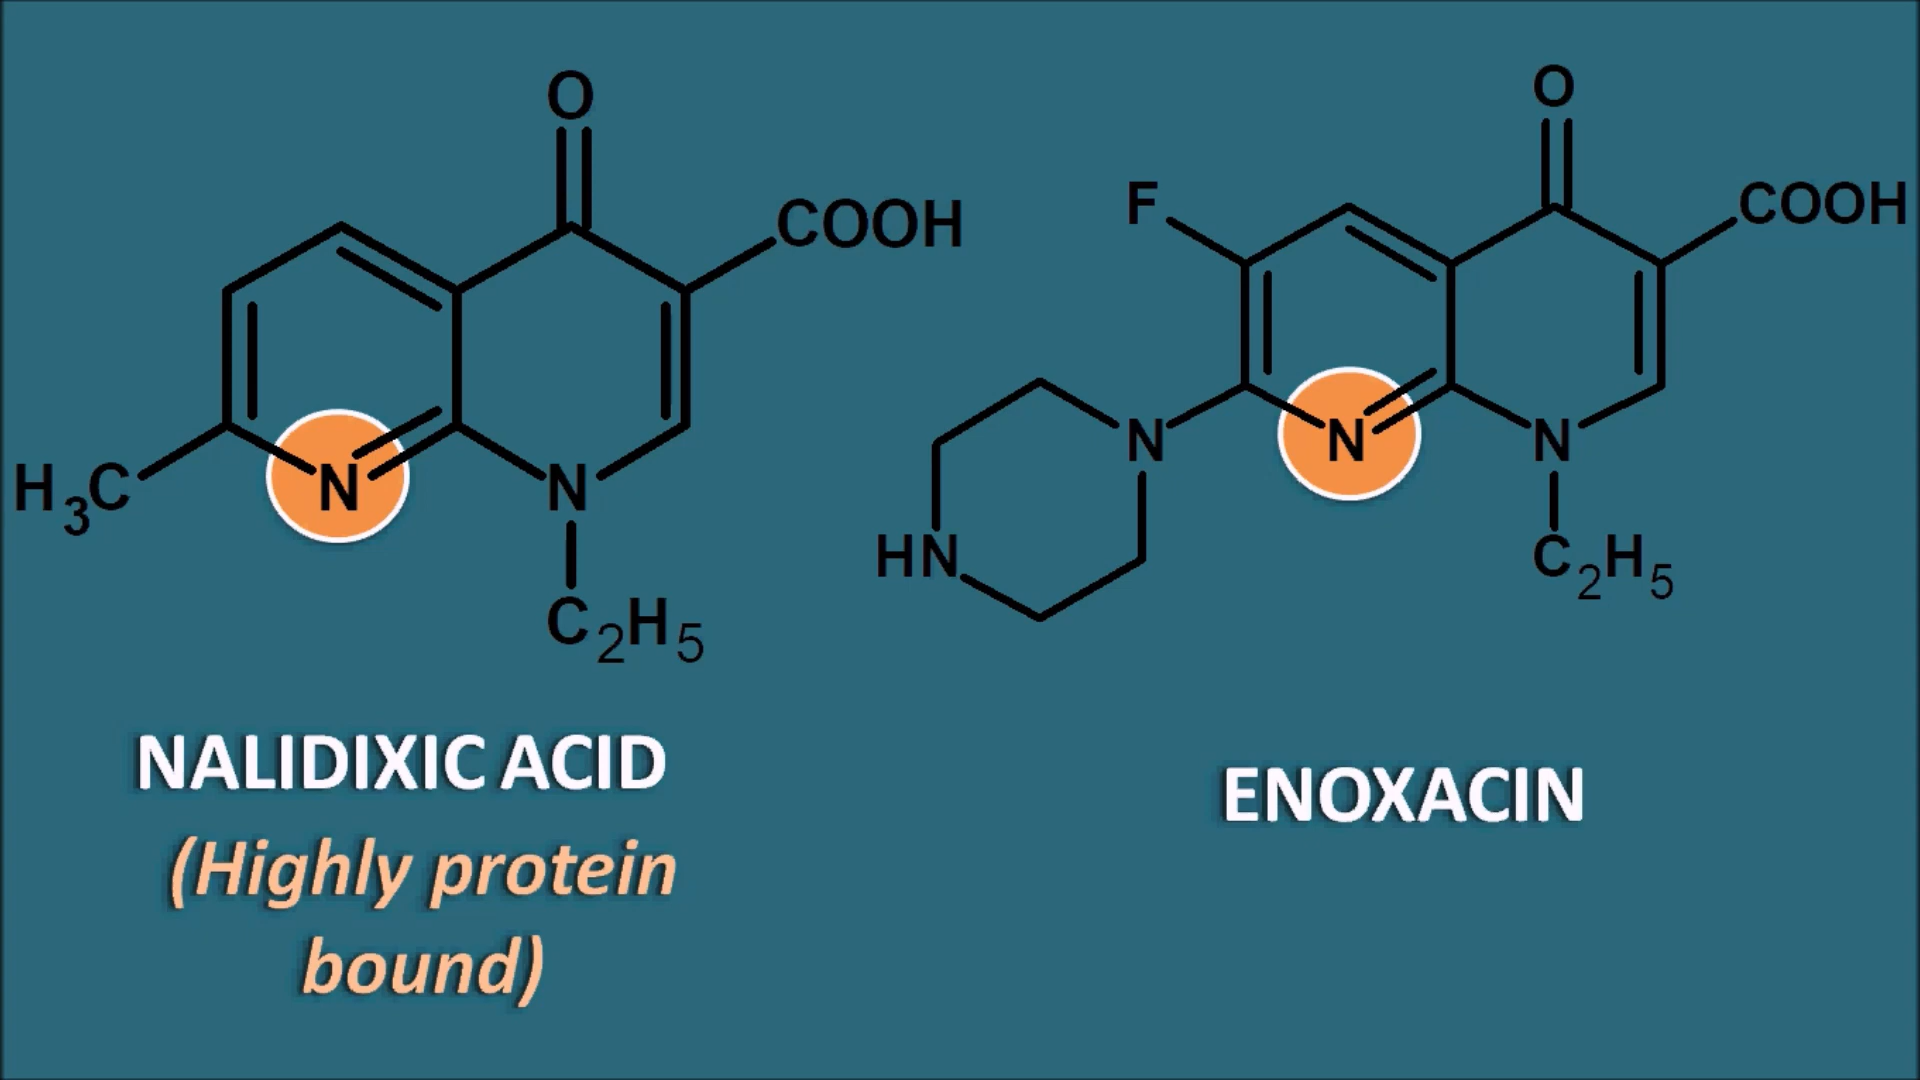 O
COOH
H3C
N
N
C2H5
O
F
COOH
N
N
N
HN
C2H5
NALIDIXIC ACID
(Highly protein
bound)
ENOXACIN